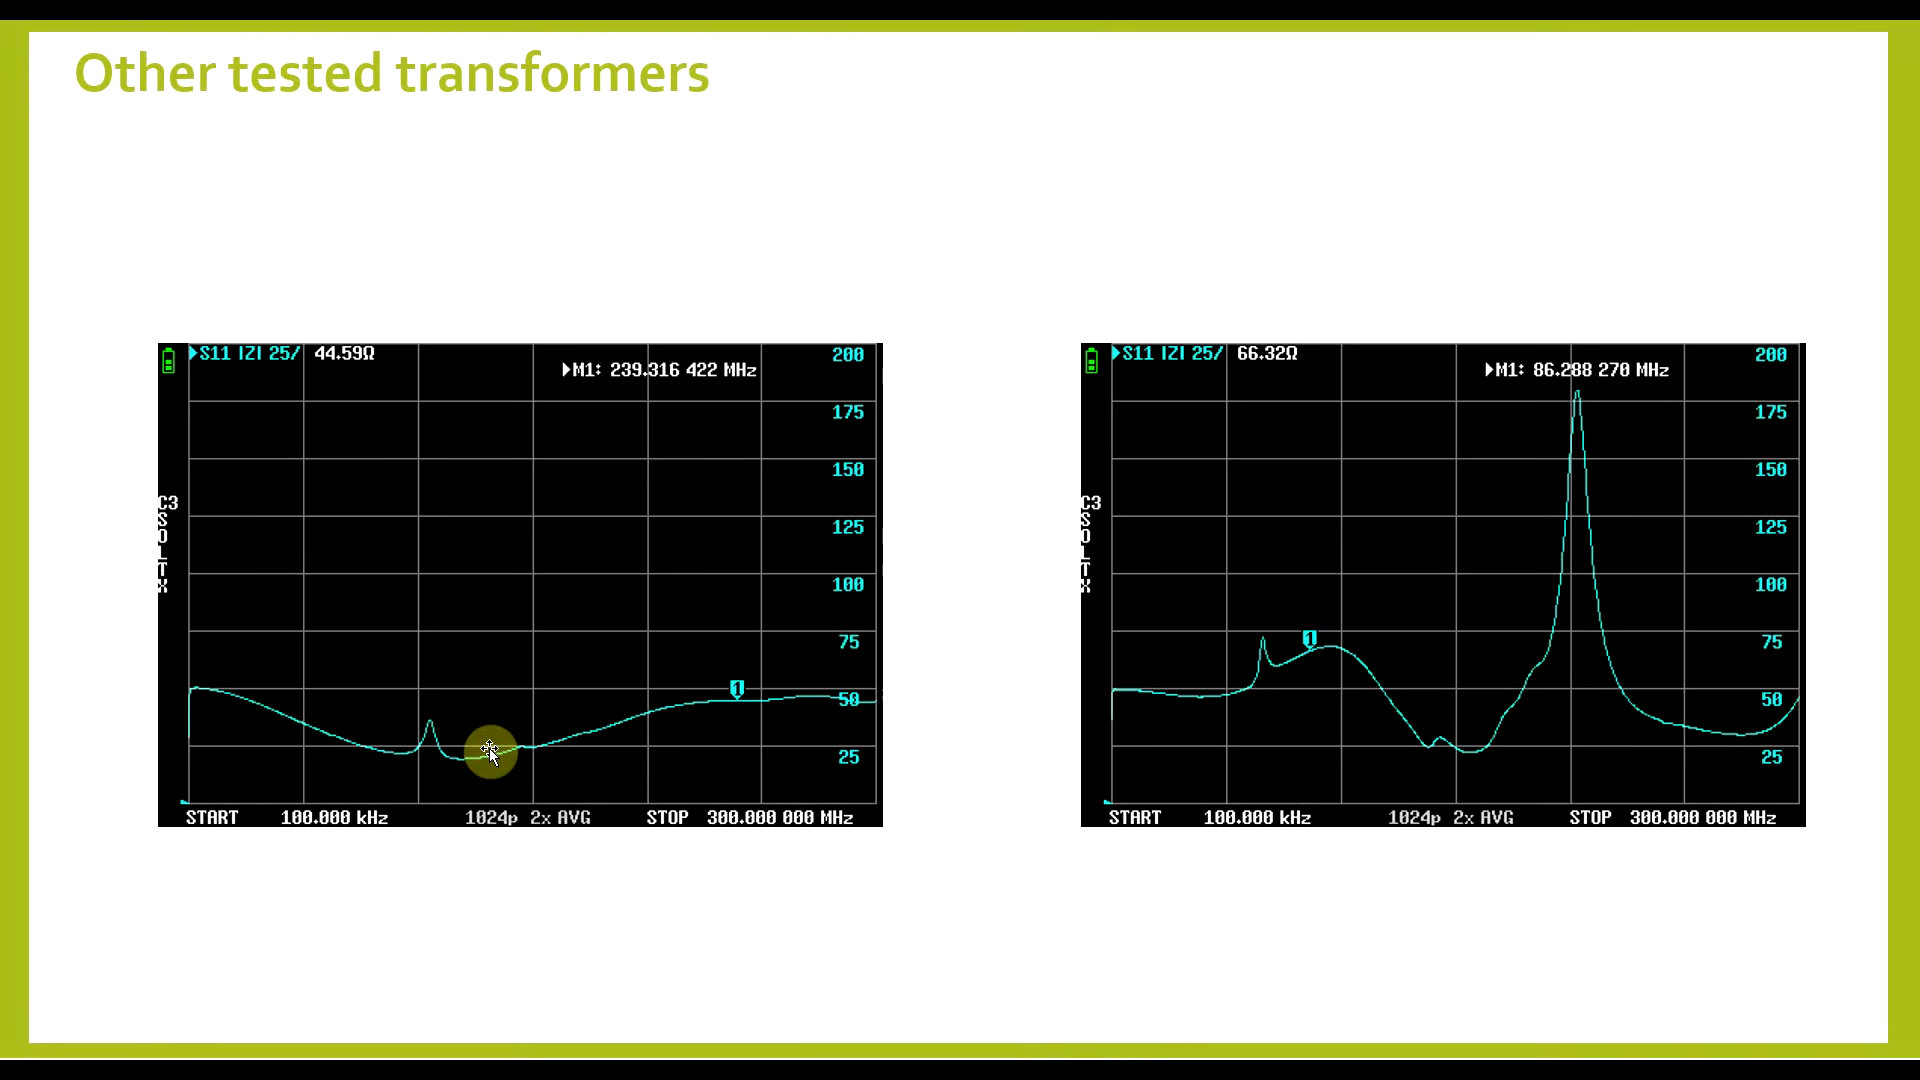 Other tested transformers
S11 |Z| 25/ 44.59Ω
M1: 239.316 422 MHz
200
175
150
C3
S
O
L
T
X
125
100
75
1
50
25
START 100.000 kHz 1024p 2x AVG STOP 300.000 000 MHz
S11 |Z| 25/ 66.32Ω
M1: 86.288 270 MHz
200
175
150
C3
S
O
L
T
X
125
100
75
1
50
25
START 100.000 kHz 1024p 2x AVG STOP 300.000 000 MHz